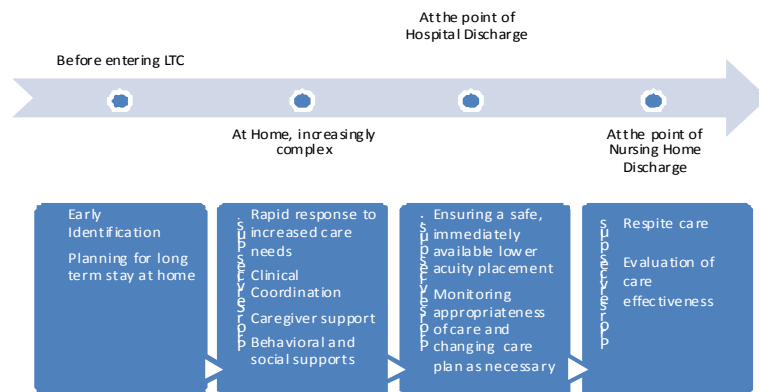 Before entering LTC
At the point of
Hospital Discharge
At Home, increasingly
complex
At the point of
Nursing Home
Discharge
Early
Identification
Planning for long
term stay at home
Rapid response to
increased care
needs
Clinical
Coordination
Caregiver support
Behavioral and
social supports
Ensuring a safe,
immediately
available lower
acuity placement
Monitoring
appropriateness
of care and
changing care
plan as necessary
Respite care
Evaluation of
care
effectiveness